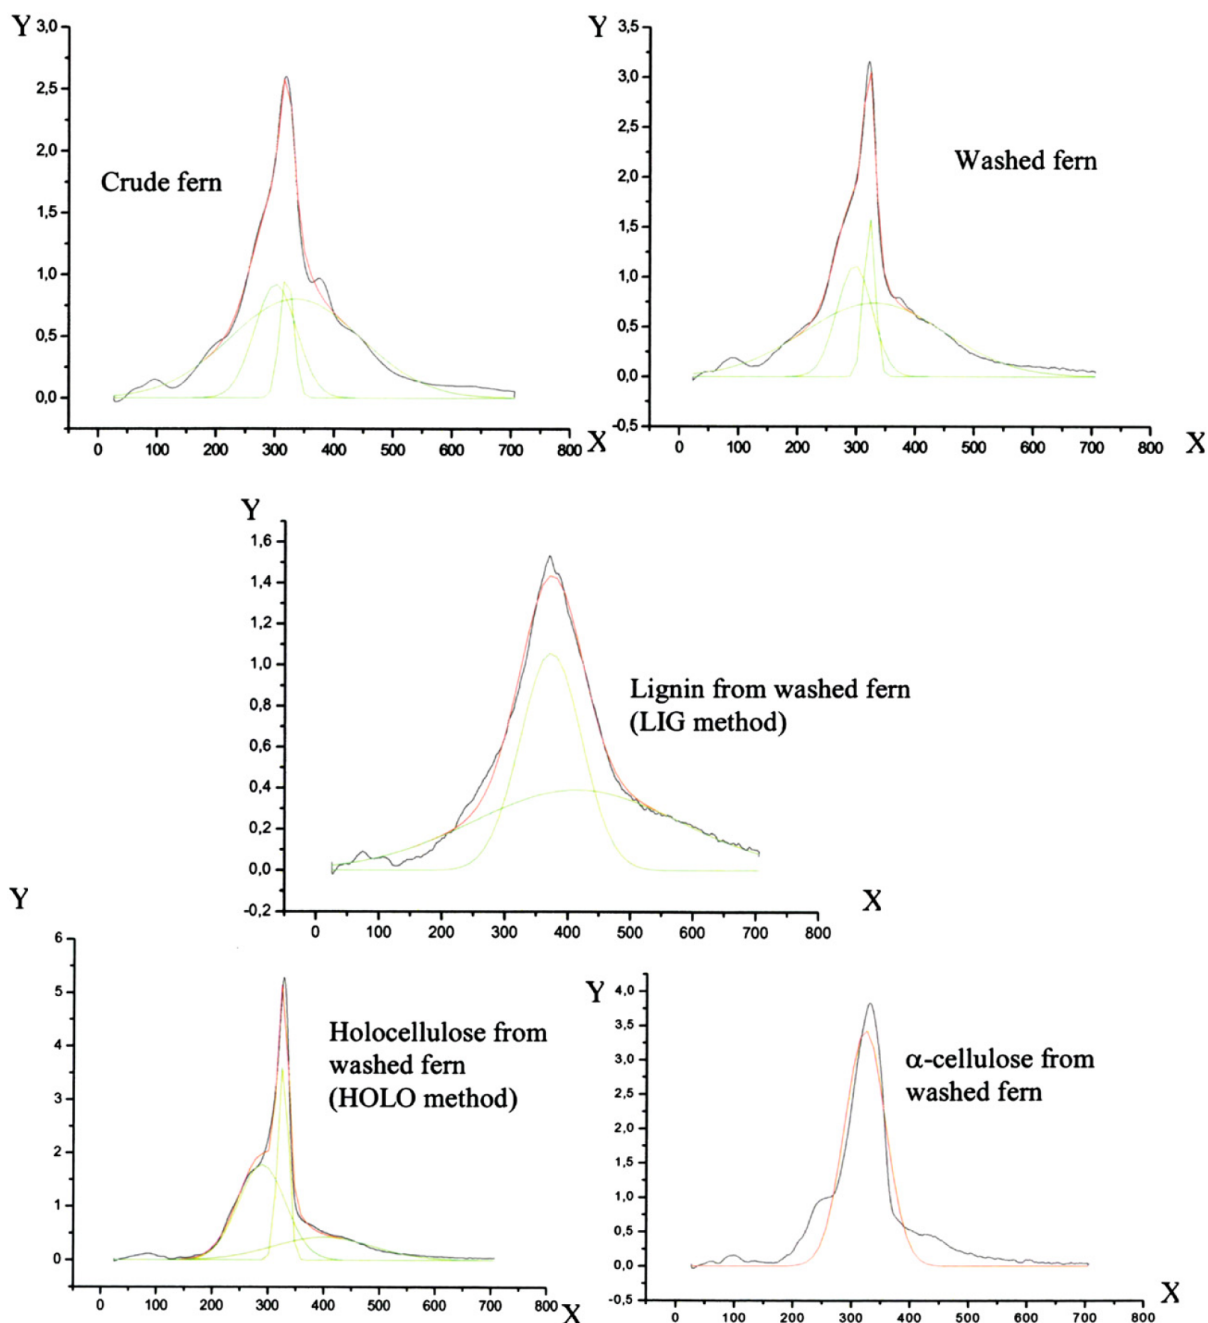 Y
3,0
2,5
2,0
1,5
1,0
0,5
0,0
Crude fern
0 100 200 300 400 500 600 700 800 X
Y
3,5
3,0
2,5
2,0
1,5
1,0
0,5
0,0
-0,5
Washed fern
0 100 200 300 400 500 600 700 800 X
Y
1,6
1,4
1,2
1,0
0,8
0,6
0,4
0,2
0,0
-0,2
Lignin from washed fern
(LIG method)
0 100 200 300 400 500 600 700 800
X
Y
6
5
4
3
2
1
0
Holocellulose from
washed fern
(HOLO method)
0 100 200 300 400 500 600 700 800 X
Y
4,0
3,5
3,0
2,5
2,0
1,5
1,0
0,5
0,0
-0,5
α-cellulose from
washed fern
0 100 200 300 400 500 600 700 800
X